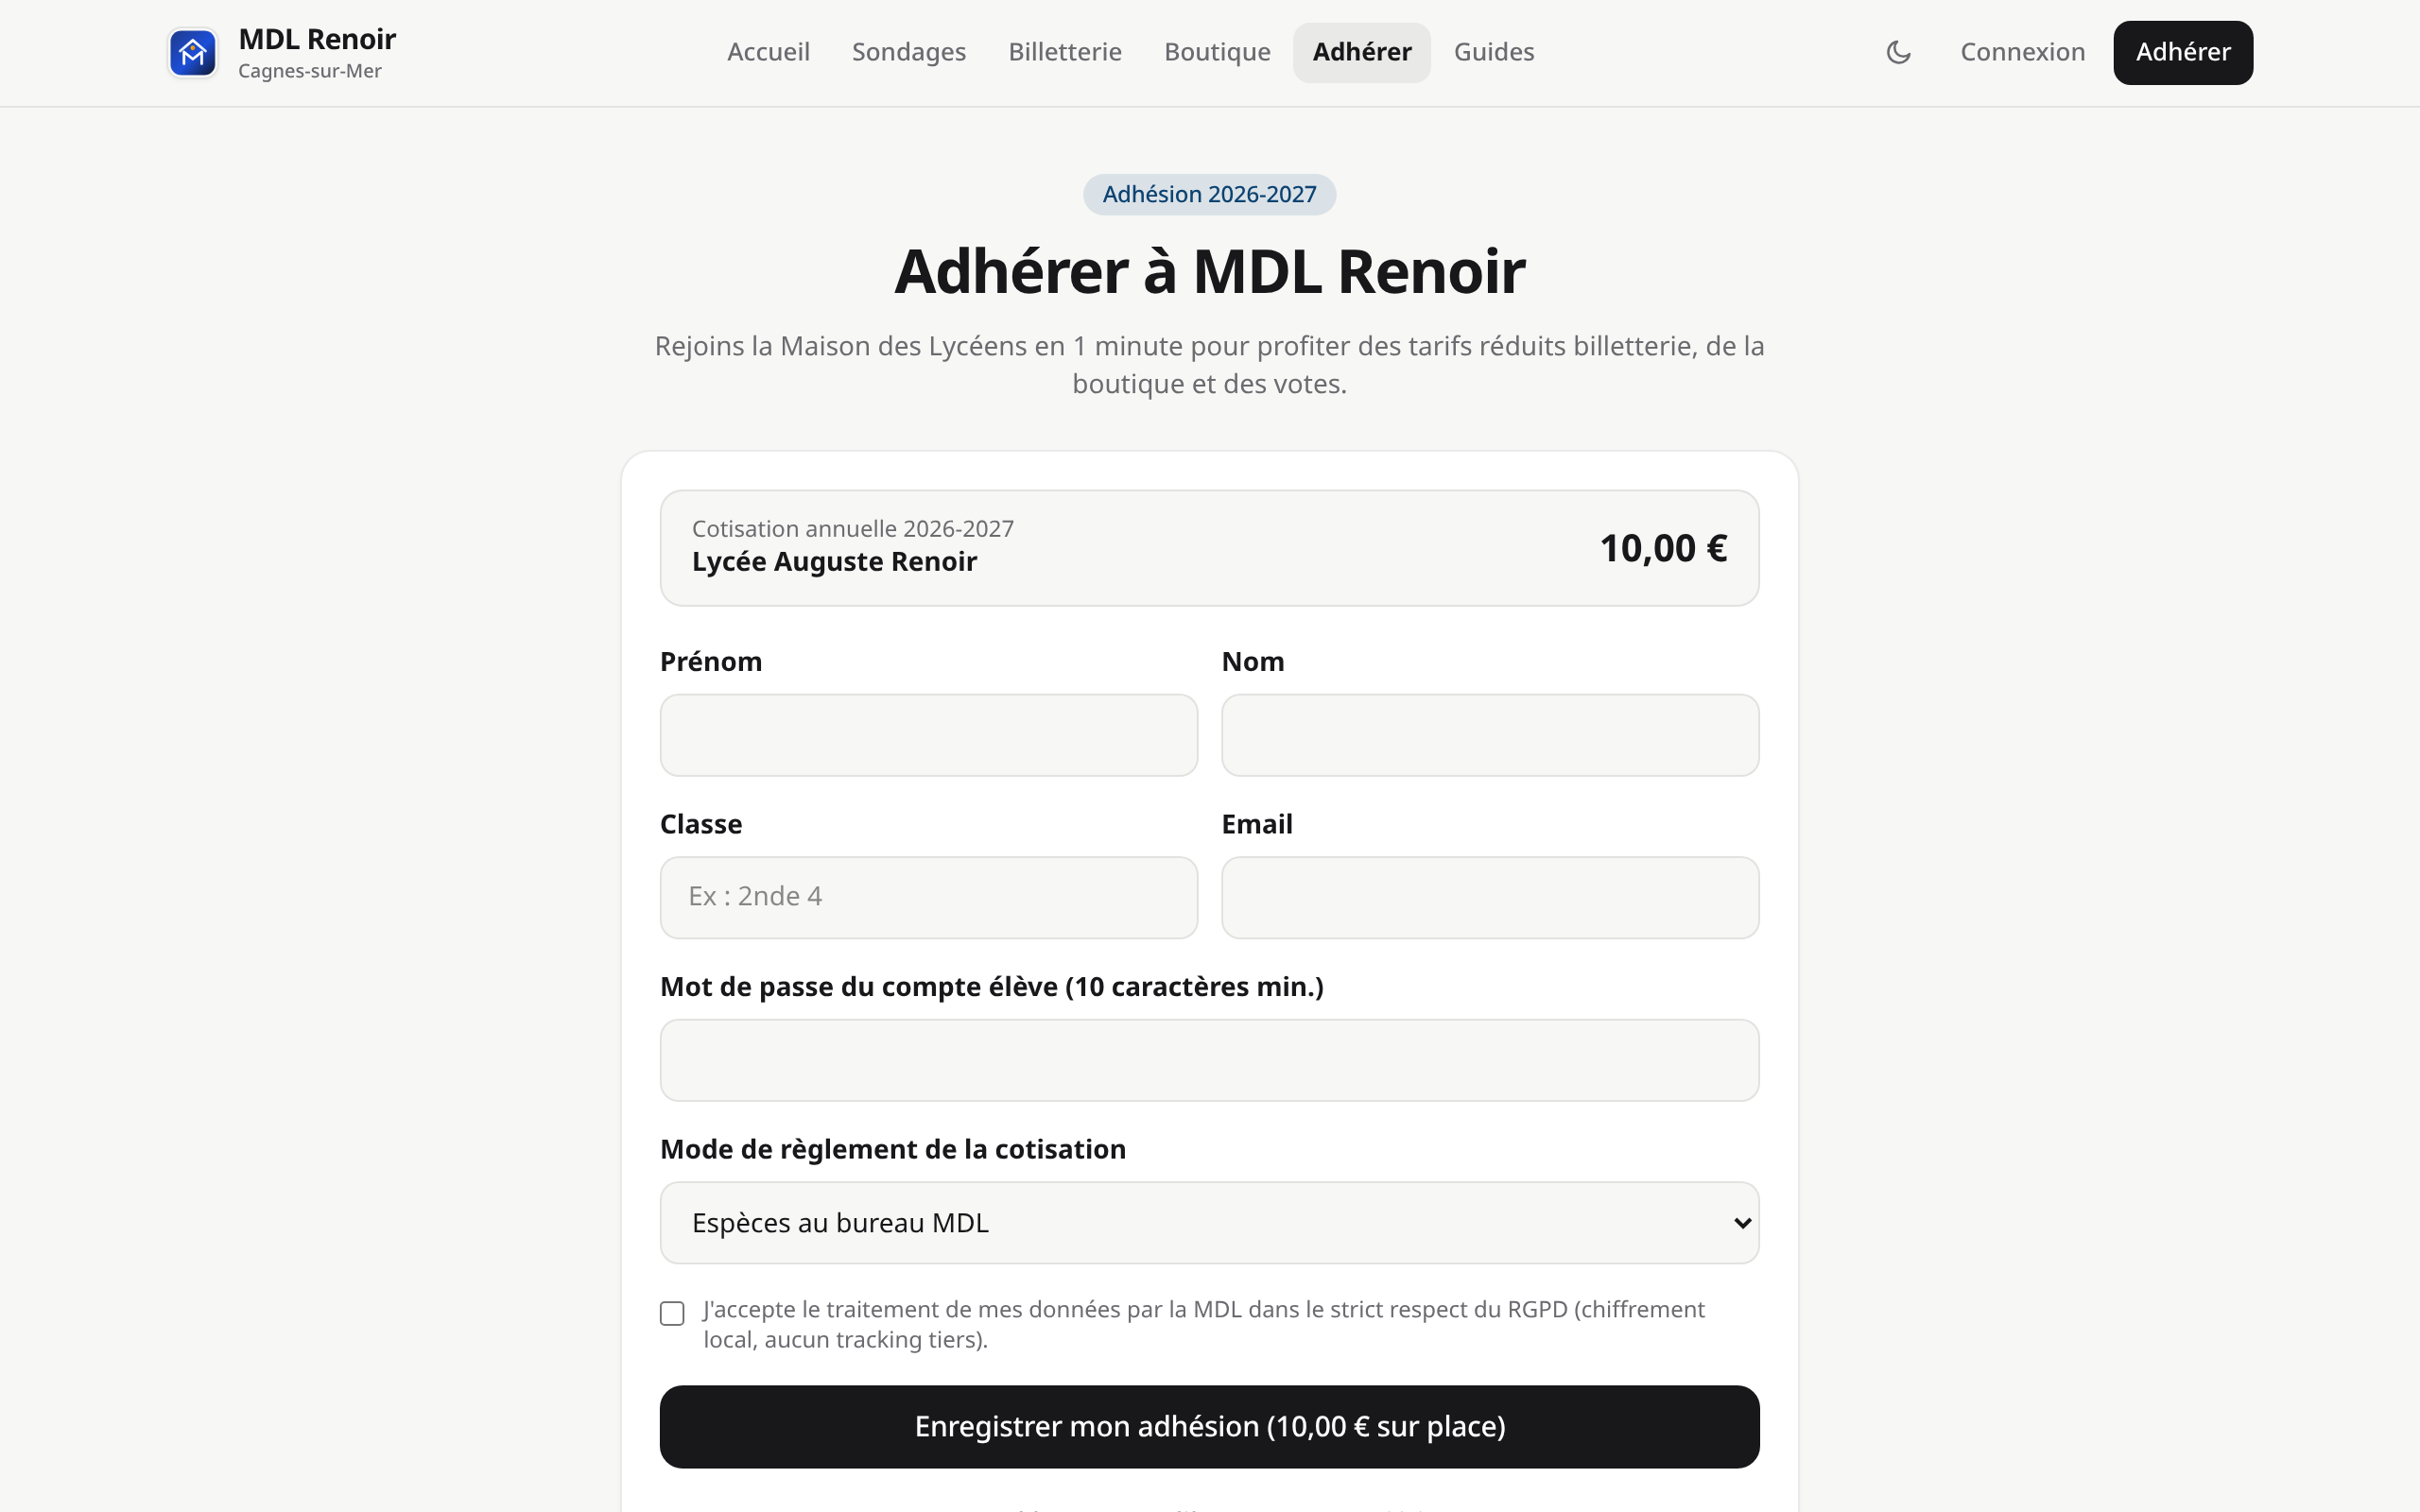 MDL Renoir
Cagnes-sur-Mer
Accueil
Sondages
Billetterie
Boutique
Adhérer
Guides
Connexion
Adhérer
Adhésion 2026-2027
Adhérer à MDL Renoir
Rejoins la Maison des Lycéens en 1 minute pour profiter des tarifs réduits billetterie, de la
boutique et des votes.
Cotisation annuelle 2026-2027
Lycée Auguste Renoir
10,00 €
Prénom
Nom
Classe
Email
Ex : 2nde 4
Mot de passe du compte élève (10 caractères min.)
Mode de règlement de la cotisation
Espèces au bureau MDL
J'accepte le traitement de mes données par la MDL dans le strict respect du RGPD (chiffrement
local, aucun tracking tiers).
Enregistrer mon adhésion (10,00 € sur place)